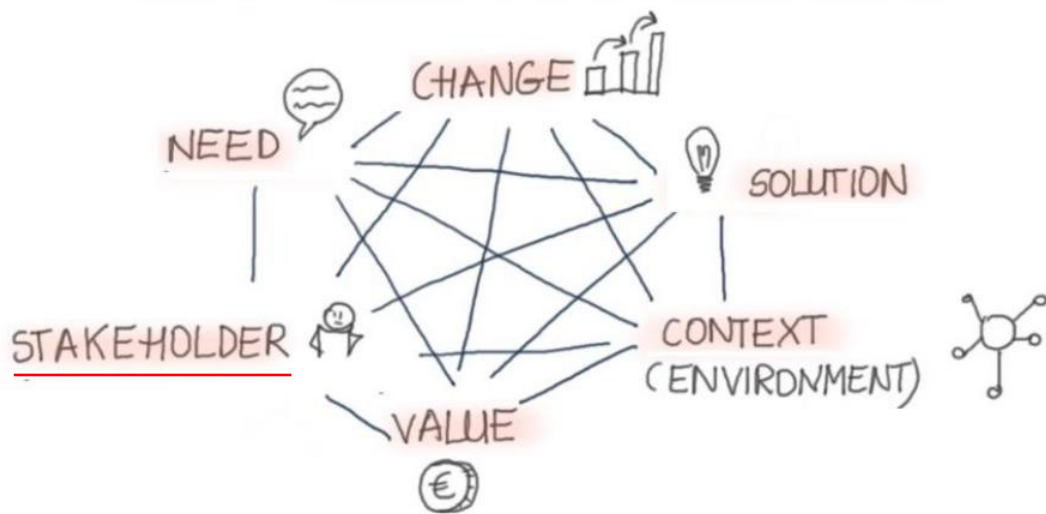 CHANGE
NEED
SOLUTION
STAKEHOLDER
CONTEXT
(ENVIRONMENT)
VALUE
€